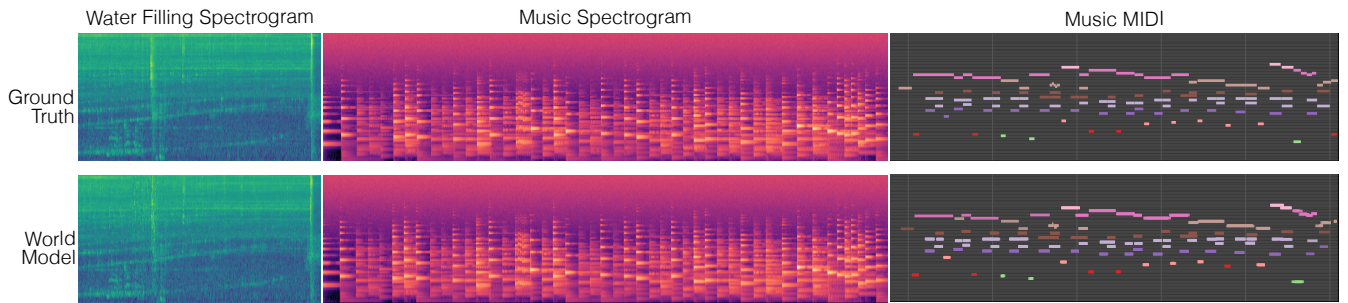 Water Filling Spectrogram
Music Spectrogram
Music MIDI
Ground
Truth
World
Model